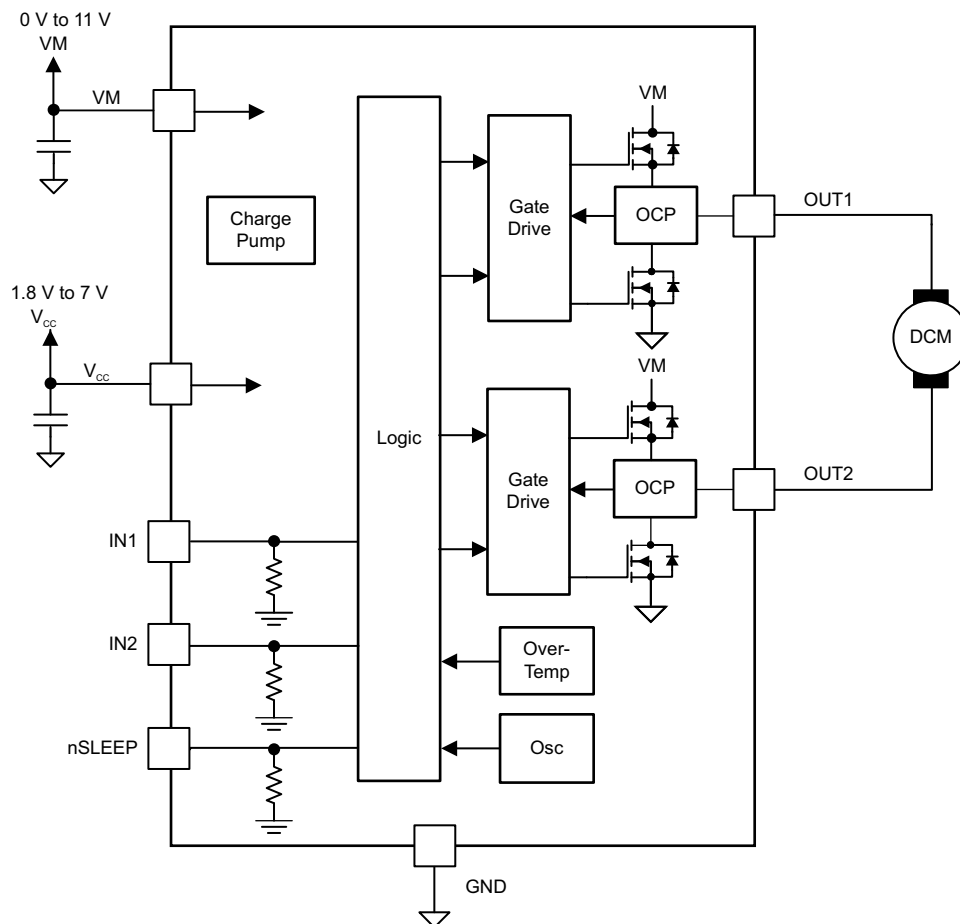 0 V to 11 V
VM
VM
VM
Charge
Pump
Gate
Drive
OCP
OUT1
1.8 V to 7 V
VCC
VCC
DCM
VM
Logic
Gate
Drive
OCP
OUT2
IN1
IN2
Over-
Temp
nSLEEP
Osc
GND